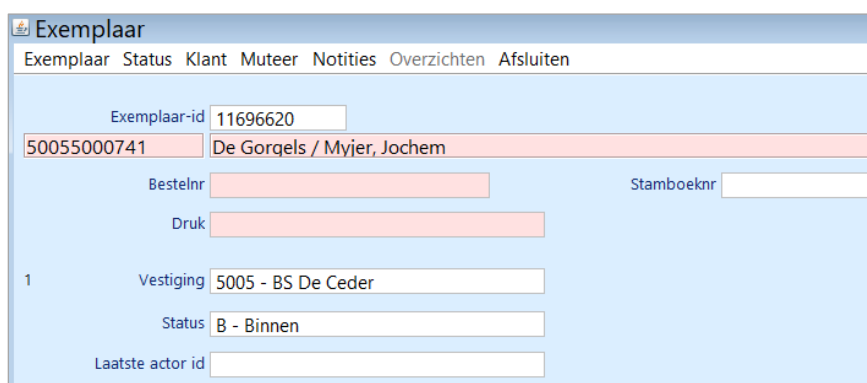 Exemplaar
Exemplaar Status Klant Muteer Notities Overzichten Afsluiten
Exemplaar-id 11696620
50055000741 De Gorgels / Myjer, Jochem
Bestelnr Stamboeknr
Druk
1 Vestiging 5005 - BS De Ceder
Status B - Binnen
Laatste actor id